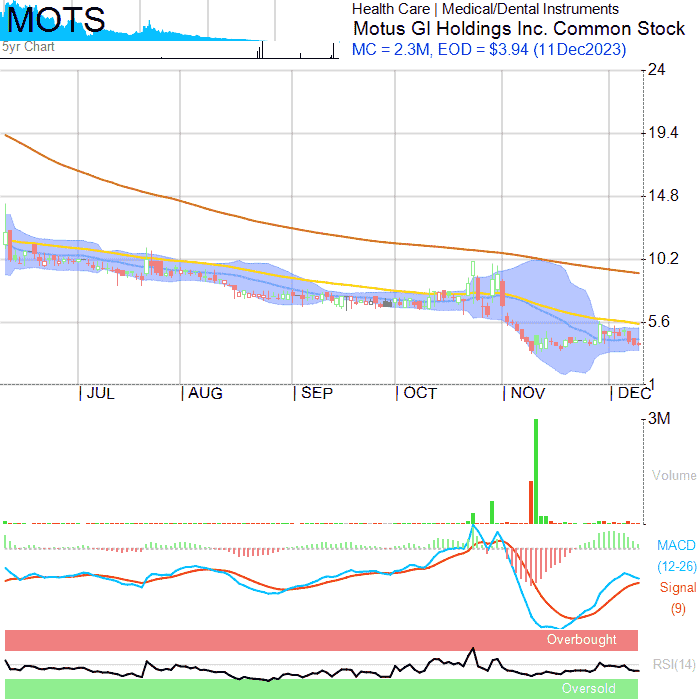 MOTS
5yr Chart
Health Care | Medical/Dental Instruments
Motus GI Holdings Inc. Common Stock
MC = 2.3M, EOD = $3.94 (11Dec2023)
24
19.4
14.8
10.2
5.6
1
JUL
AUG
SEP
OCT
NOV
DEC
3M
Volume
MACD
(12-26)
Signal
(9)
Overbought
RSI(14)
Oversold